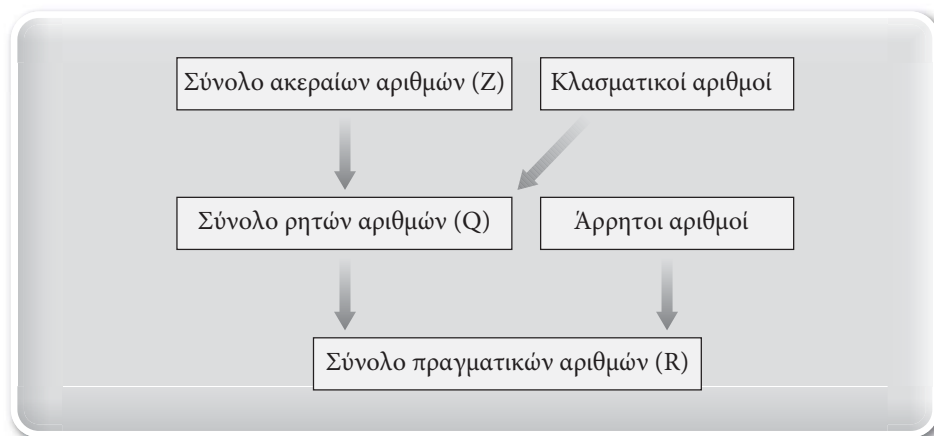 Σύνολο ακεραίων αριθμών (Z)
Κλασματικοί αριθμοί
Σύνολο ρητών αριθμών (Q)
Άρρητοι αριθμοί
Σύνολο πραγματικών αριθμών (R)